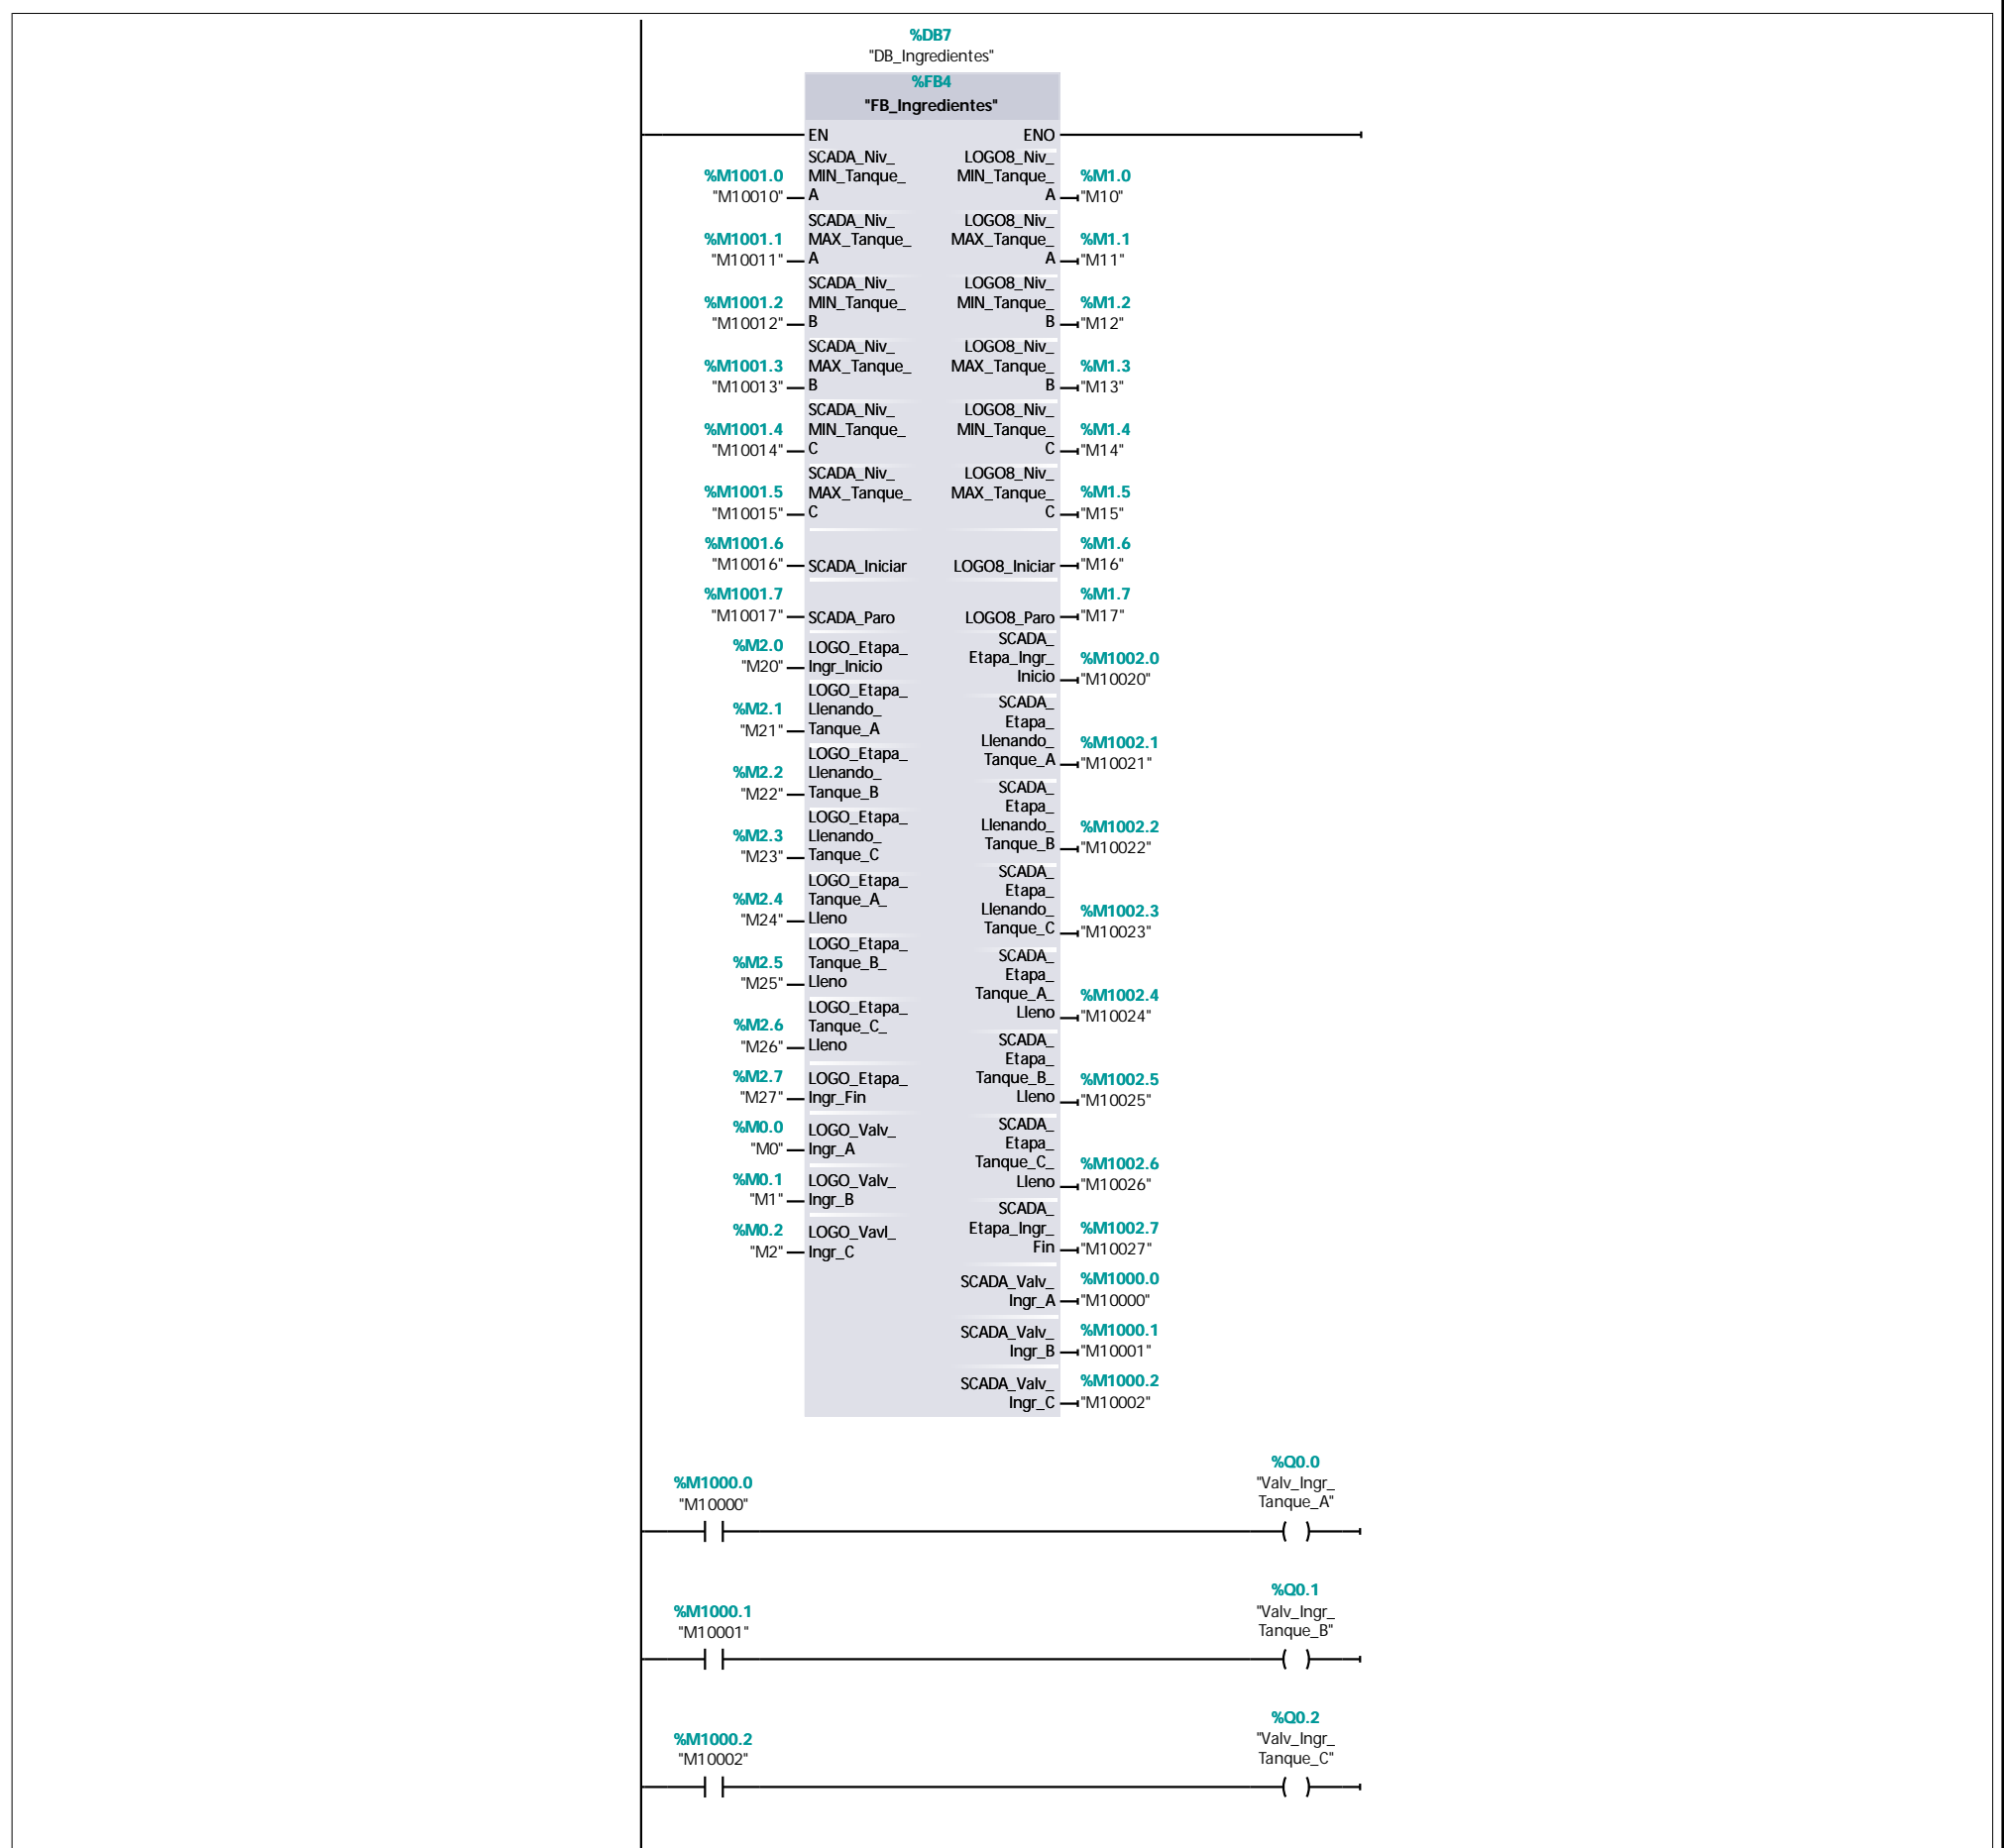 %DB7
"DB_Ingredientes"
%FB4
"FB_Ingredientes"
EN
ENO
%M1001.0
"M10010"
SCADA_Niv_
MIN_Tanque_
A
LOGO8_Niv_
MIN_Tanque_
A
%M1.0
"M10"
%M1001.1
"M10011"
SCADA_Niv_
MAX_Tanque_
A
LOGO8_Niv_
MAX_Tanque_
A
%M1.1
"M11"
%M1001.2
"M10012"
SCADA_Niv_
MIN_Tanque_
B
LOGO8_Niv_
MIN_Tanque_
B
%M1.2
"M12"
%M1001.3
"M10013"
SCADA_Niv_
MAX_Tanque_
B
LOGO8_Niv_
MAX_Tanque_
B
%M1.3
"M13"
%M1001.4
"M10014"
SCADA_Niv_
MIN_Tanque_
C
LOGO8_Niv_
MIN_Tanque_
C
%M1.4
"M14"
%M1001.5
"M10015"
SCADA_Niv_
MAX_Tanque_
C
LOGO8_Niv_
MAX_Tanque_
C
%M1.5
"M15"
%M1001.6
"M10016"
SCADA_Iniciar
LOGO8_Iniciar
%M1.6
"M16"
%M1001.7
"M10017"
SCADA_Paro
LOGO8_Paro
%M1.7
"M17"
%M2.0
"M20"
LOGO_Etapa_
Ingr_Inicio
SCADA_
Etapa_Ingr_
Inicio
%M1002.0
"M10020"
%M2.1
"M21"
LOGO_Etapa_
Llenando_
Tanque_A
SCADA_
Etapa_
Llenando_
Tanque_A
%M1002.1
"M10021"
%M2.2
"M22"
LOGO_Etapa_
Llenando_
Tanque_B
SCADA_
Etapa_
Llenando_
Tanque_B
%M1002.2
"M10022"
%M2.3
"M23"
LOGO_Etapa_
Llenando_
Tanque_C
SCADA_
Etapa_
Llenando_
Tanque_C
%M1002.3
"M10023"
%M2.4
"M24"
LOGO_Etapa_
Tanque_A_
Lleno
SCADA_
Etapa_
Tanque_A_
Lleno
%M1002.4
"M10024"
%M2.5
"M25"
LOGO_Etapa_
Tanque_B_
Lleno
SCADA_
Etapa_
Tanque_B_
Lleno
%M1002.5
"M10025"
%M2.6
"M26"
LOGO_Etapa_
Tanque_C_
Lleno
SCADA_
Etapa_
Tanque_C_
Lleno
%M1002.6
"M10026"
%M2.7
"M27"
LOGO_Etapa_
Ingr_Fin
SCADA_
Etapa_Ingr_
Fin
%M1002.7
"M10027"
%M0.0
"M0"
LOGO_Valv_
Ingr_A
SCADA_Valv_
Ingr_A
%M1000.0
"M10000"
%M0.1
"M1"
LOGO_Valv_
Ingr_B
SCADA_Valv_
Ingr_B
%M1000.1
"M10001"
%M0.2
"M2"
LOGO_Vavl_
Ingr_C
SCADA_Valv_
Ingr_C
%M1000.2
"M10002"
%M1000.0
"M10000"
%Q0.0
"Valv_Ingr_
Tanque_A"
%M1000.1
"M10001"
%Q0.1
"Valv_Ingr_
Tanque_B"
%M1000.2
"M10002"
%Q0.2
"Valv_Ingr_
Tanque_C"